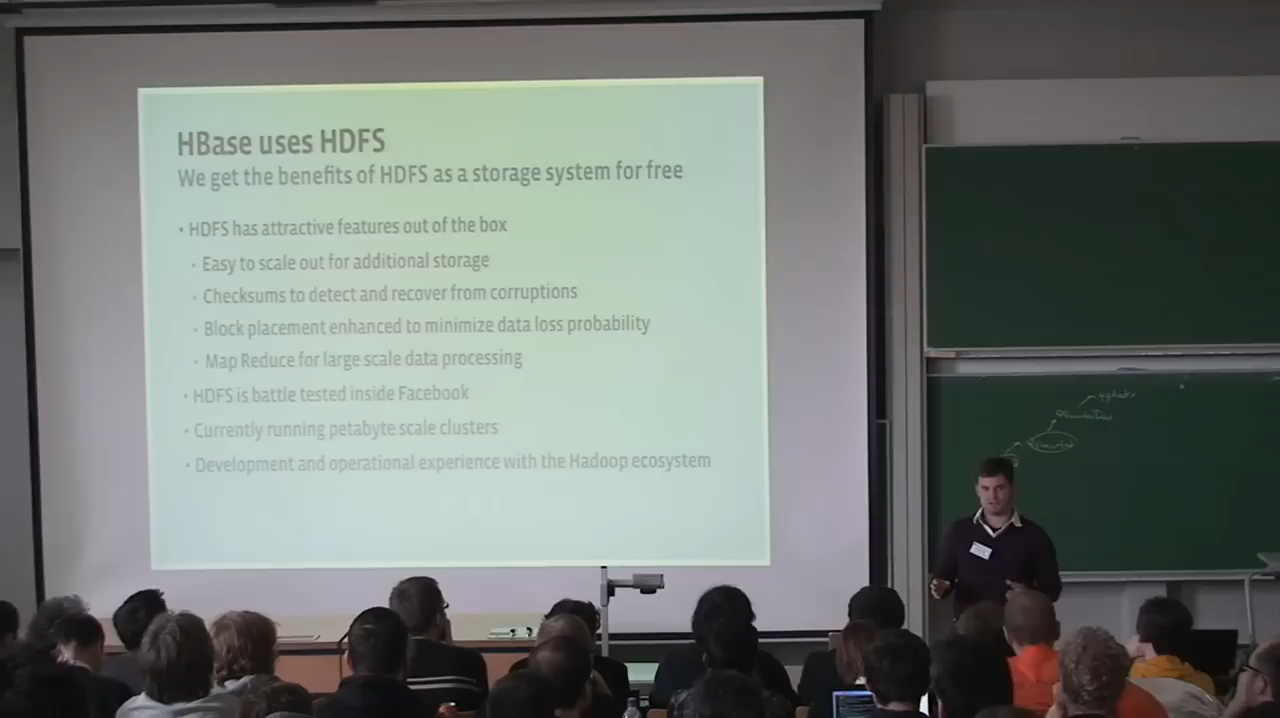 HBase uses HDFS
We get the benefits of HDFS as a storage system for free
• HDFS has attractive features out of the box
• Easy to scale out for additional storage
• Checksums to detect and recover from corruptions
• Block placement enhanced to minimize data loss probability
• Map Reduce for large scale data processing
• HDFS is battle tested inside Facebook
• Currently running petabyte scale clusters
• Development and operational experience with the Hadoop ecosystem